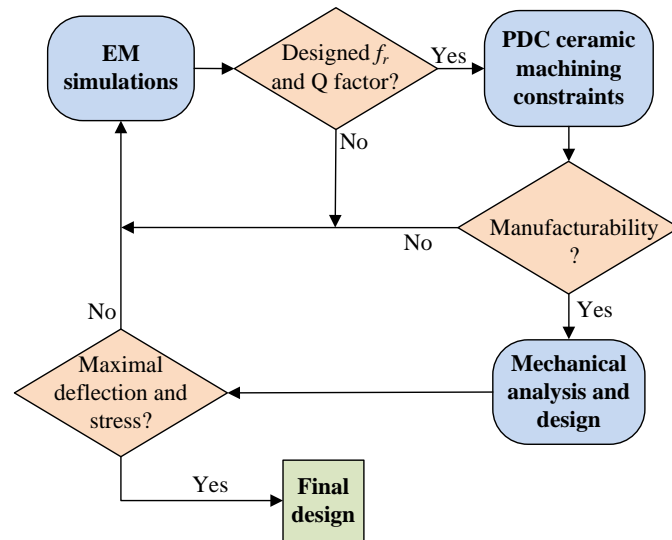 EM
simulations
Designed fr
and Q factor?
Yes
PDC ceramic
machining
constraints
No
Manufacturability
?
No
Yes
Mechanical
analysis and
design
No
Maximal
deflection and
stress?
Yes
Final
design